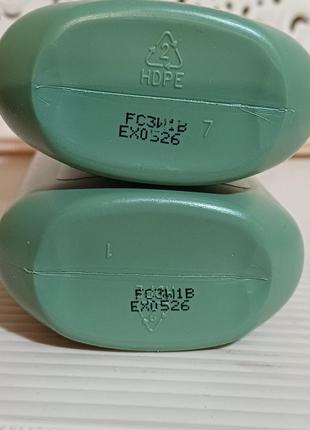 2
HDPE
FC3W1B
EX0526
7
1
FC3W1B
EX0526